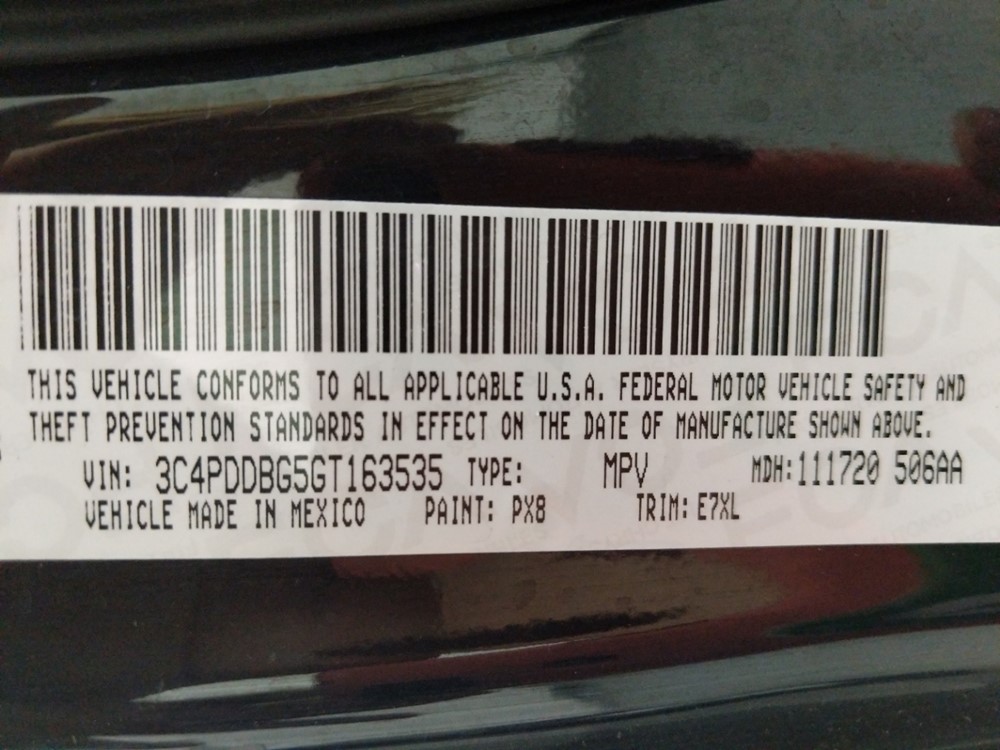 THIS VEHICLE CONFORMS TO ALL APPLICABLE U.S.A. FEDERAL MOTOR VEHICLE SAFETY AND
THEFT PREVENTION STANDARDS IN EFFECT ON THE DATE OF MANUFACTURE SHOWN ABOVE.
VIN: 3C4PDDBG5GT163535 TYPE: MPV MDH:111720 506AA
VEHICLE MADE IN MEXICO PAINT: PX8 TRIM: E7XL